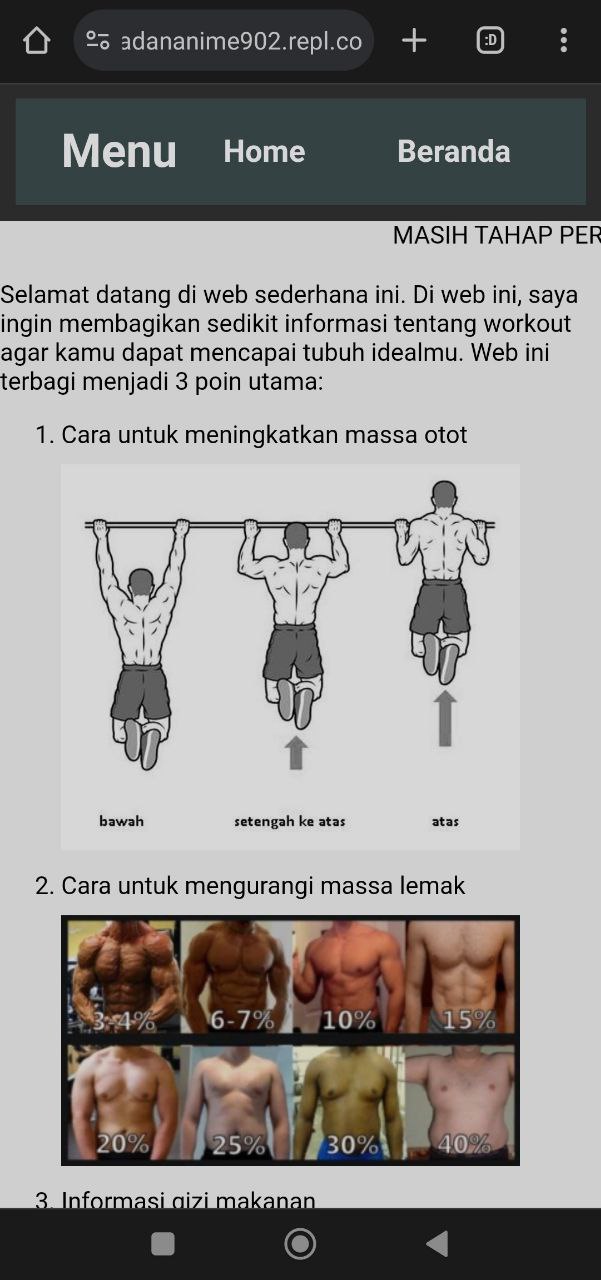 adananime902.repl.co
:D
Menu Home Beranda
MASIH TAHAP PER
Selamat datang di web sederhana ini. Di web ini, saya
ingin membagikan sedikit informasi tentang workout
agar kamu dapat mencapai tubuh idealmu. Web ini
terbagi menjadi 3 poin utama:
1. Cara untuk meningkatkan massa otot
bawah setengah ke atas atas
2. Cara untuk mengurangi massa lemak
3-4% 6-7% 10% 15%
20% 25% 30% 40%
3. Informasi gizi makanan